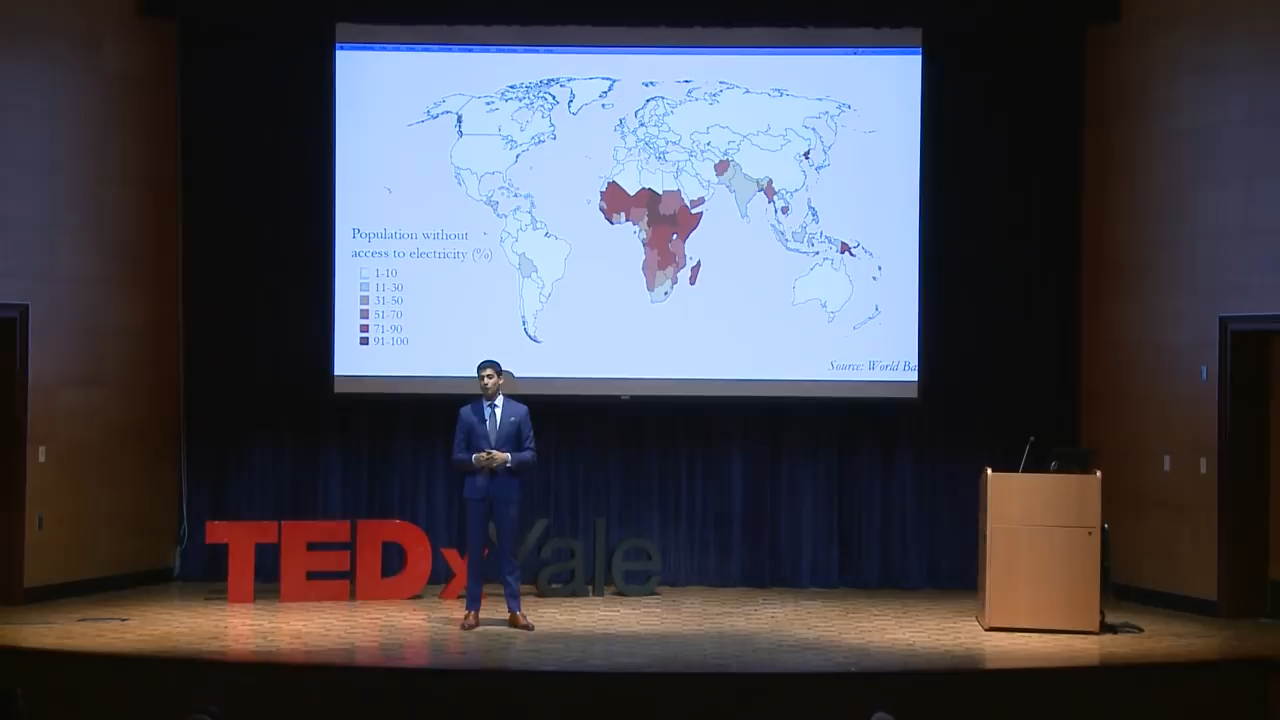 Population without
access to electricity (%)
1-10
11-30
31-50
51-70
71-90
91-100
Source: World Ba
TEDxYale